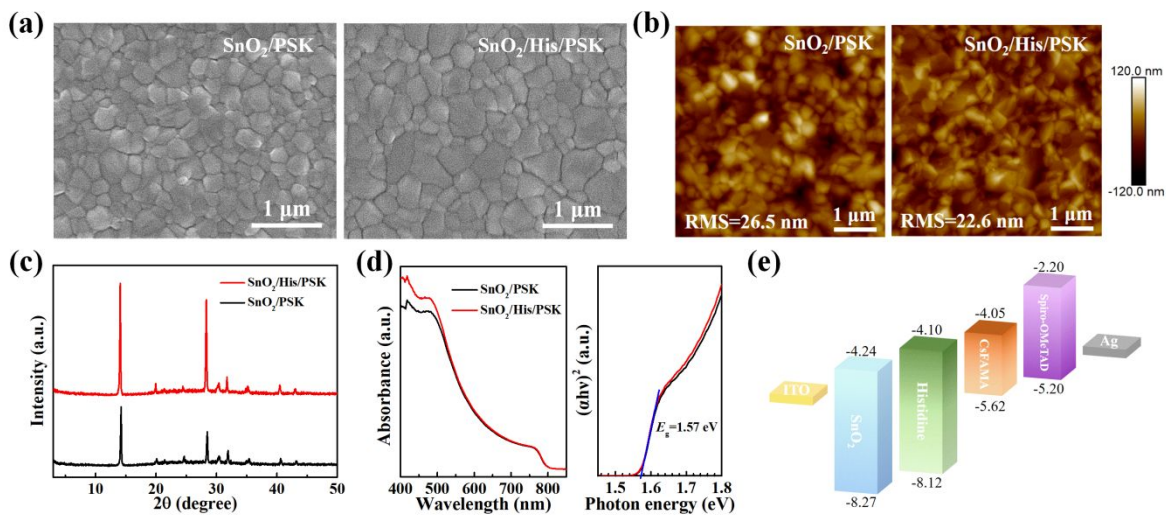 (a)
SnO₂/PSK
1 μm
SnO₂/His/PSK
1 μm
(b)
SnO₂/PSK
RMS=26.5 nm
1 μm
SnO₂/His/PSK
RMS=22.6 nm
1 μm
120.0 nm
-120.0 nm
(c)
SnO₂/His/PSK
SnO₂/PSK
Intensity (a.u.)
10 20 30 40 50
2θ (degree)
(d)
SnO₂/PSK
SnO₂/His/PSK
Absorbance (a.u.)
400 500 600 700 800
Wavelength (nm)
(αhν)²(a.u.)
Eg=1.57 eV
1.5 1.6 1.7 1.8
Photon energy (eV)
(e)
ITO
-4.24
SnO₂
-8.27
-4.10
Histidine
-8.12
-4.05
CsFAMA
-5.62
-2.20
Spiro-OMeTAD
-5.20
Ag